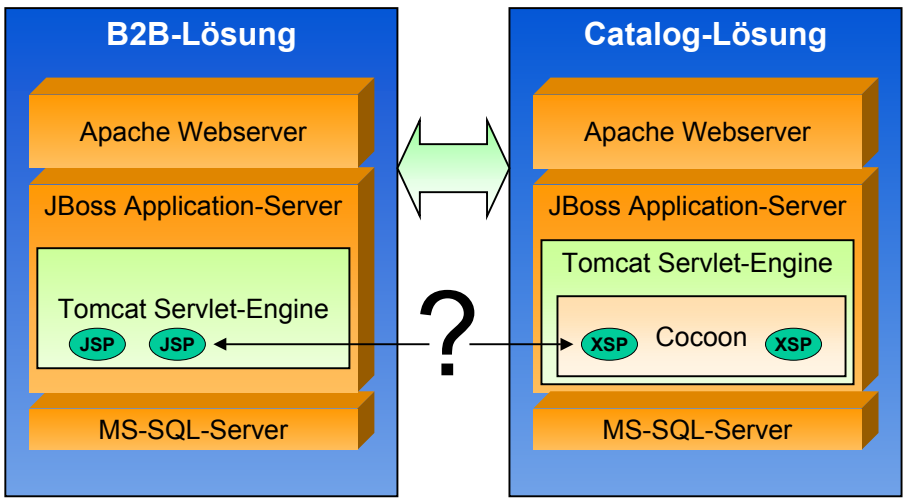 B2B-Lösung
Apache Webserver
JBoss Application-Server
Tomcat Servlet-Engine
JSP JSP
MS-SQL-Server
?
Catalog-Lösung
Apache Webserver
JBoss Application-Server
Tomcat Servlet-Engine
XSP Cocoon XSP
MS-SQL-Server